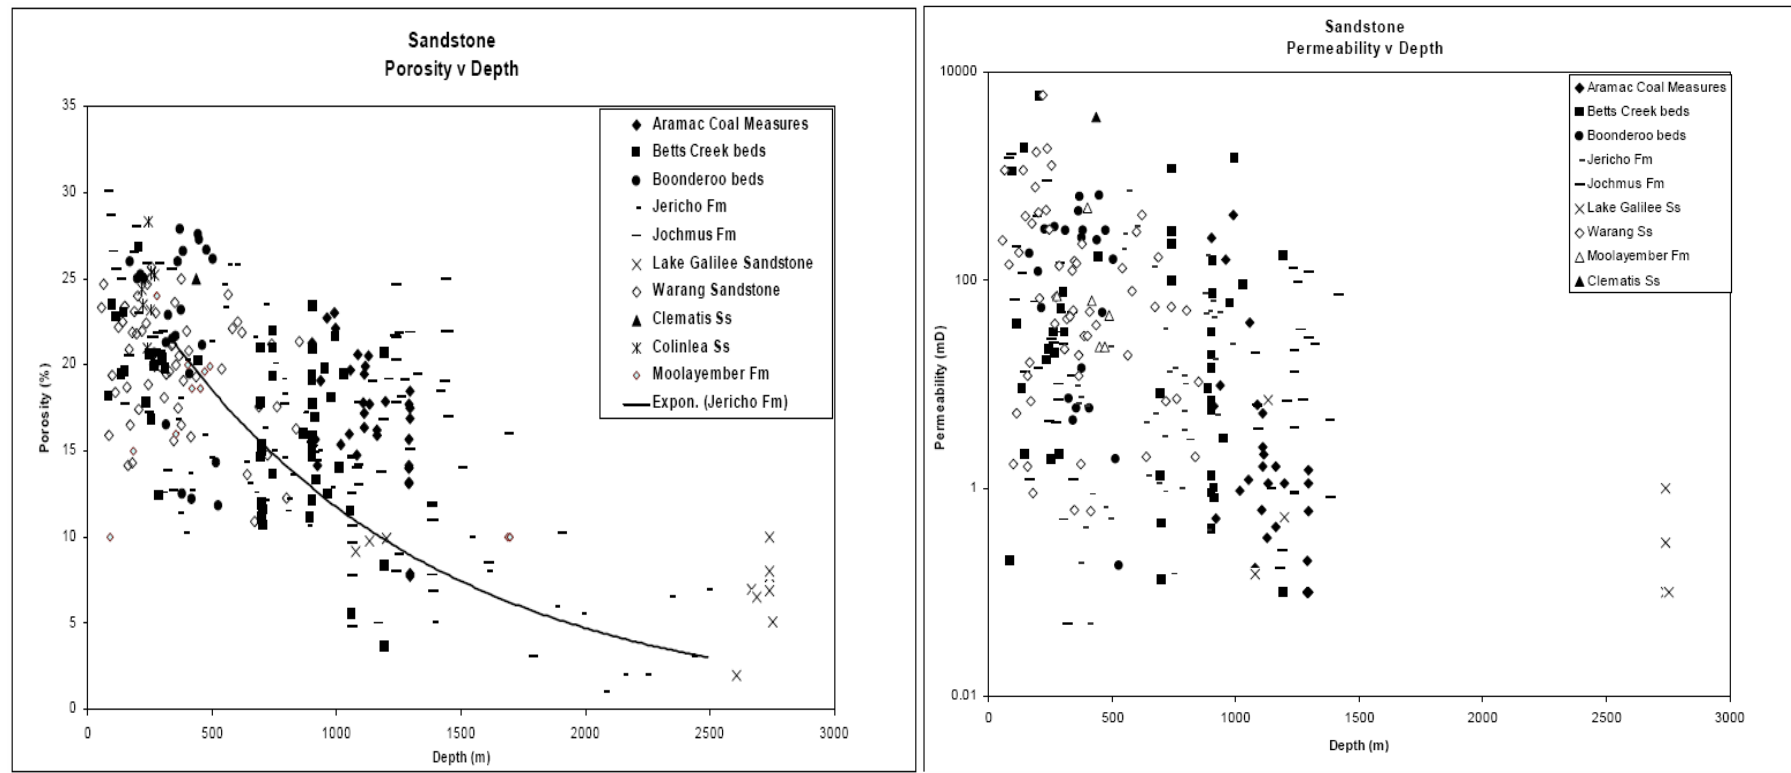 Sandstone
Porosity v Depth
35
30
25
20
15
10
5
0
Porosity (%)
0
500
1000
1500
2000
2500
3000
Depth (m)
Aramac Coal Measures
Betts Creek beds
Boonderoo beds
Jericho Fm
Jochmus Fm
Lake Galilee Sandstone
Warang Sandstone
Clematis Ss
Colinlea Ss
Moolayember Fm
Expon. (Jericho Fm)
Sandstone
Permeability v Depth
10000
100
1
0.01
Permeability (mD)
0
500
1000
1500
2000
2500
3000
Depth (m)
Aramac Coal Measures
Betts Creek beds
Boonderoo beds
Jericho Fm
Jochmus Fm
Lake Galilee Ss
Warang Ss
Moolayember Fm
Clematis Ss